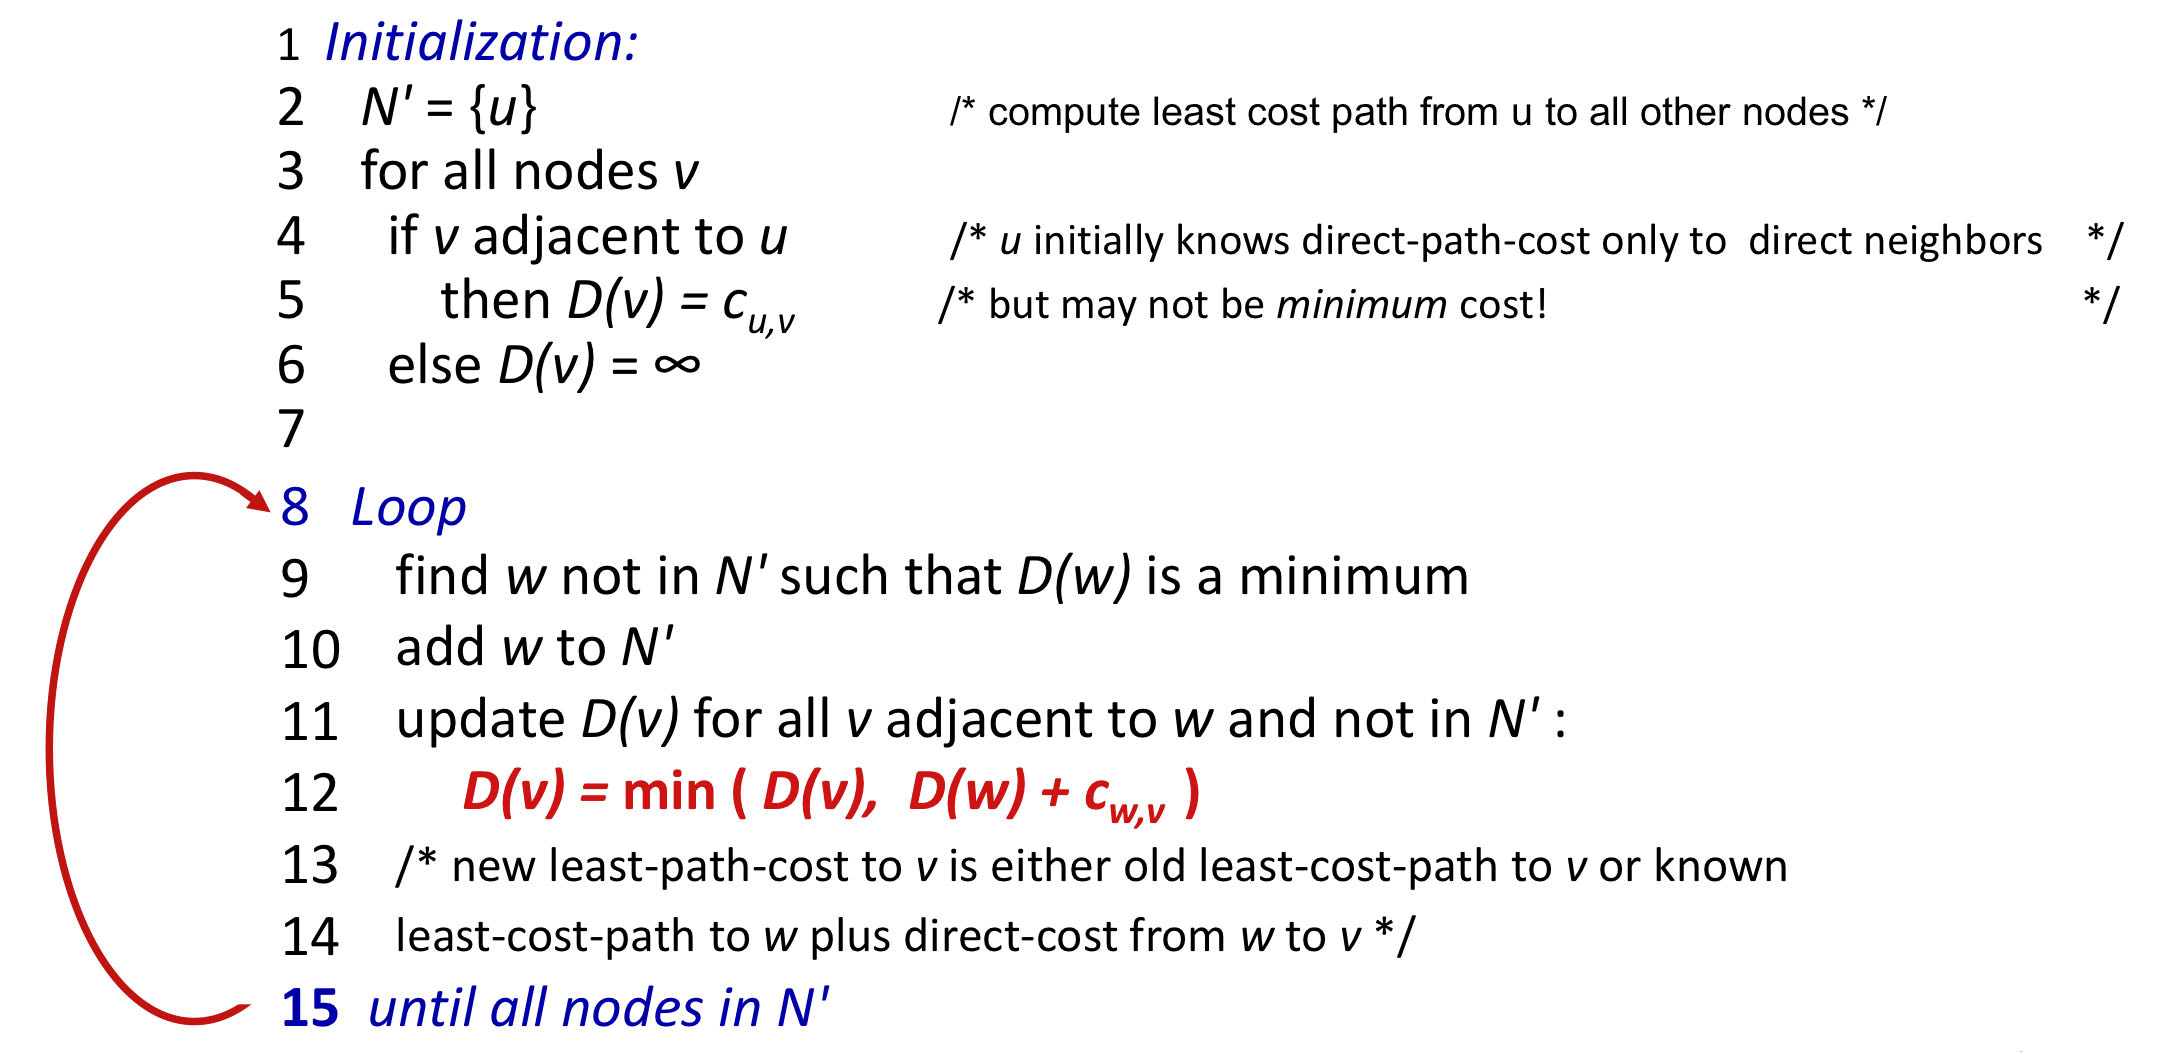 1 Initialization:
2 N' = {u} /* compute least cost path from u to all other nodes */
3 for all nodes v
4 if v adjacent to u /* u initially knows direct-path-cost only to direct neighbors */
5 then D(v) = c_{u,v} /* but may not be minimum cost! */
6 else D(v) = ∞
7
8 Loop
9 find w not in N' such that D(w) is a minimum
10 add w to N'
11 update D(v) for all v adjacent to w and not in N' :
12 D(v) = min ( D(v), D(w) + c_{w,v} )
13 /* new least-path-cost to v is either old least-cost-path to v or known
14 least-cost-path to w plus direct-cost from w to v */
15 until all nodes in N'